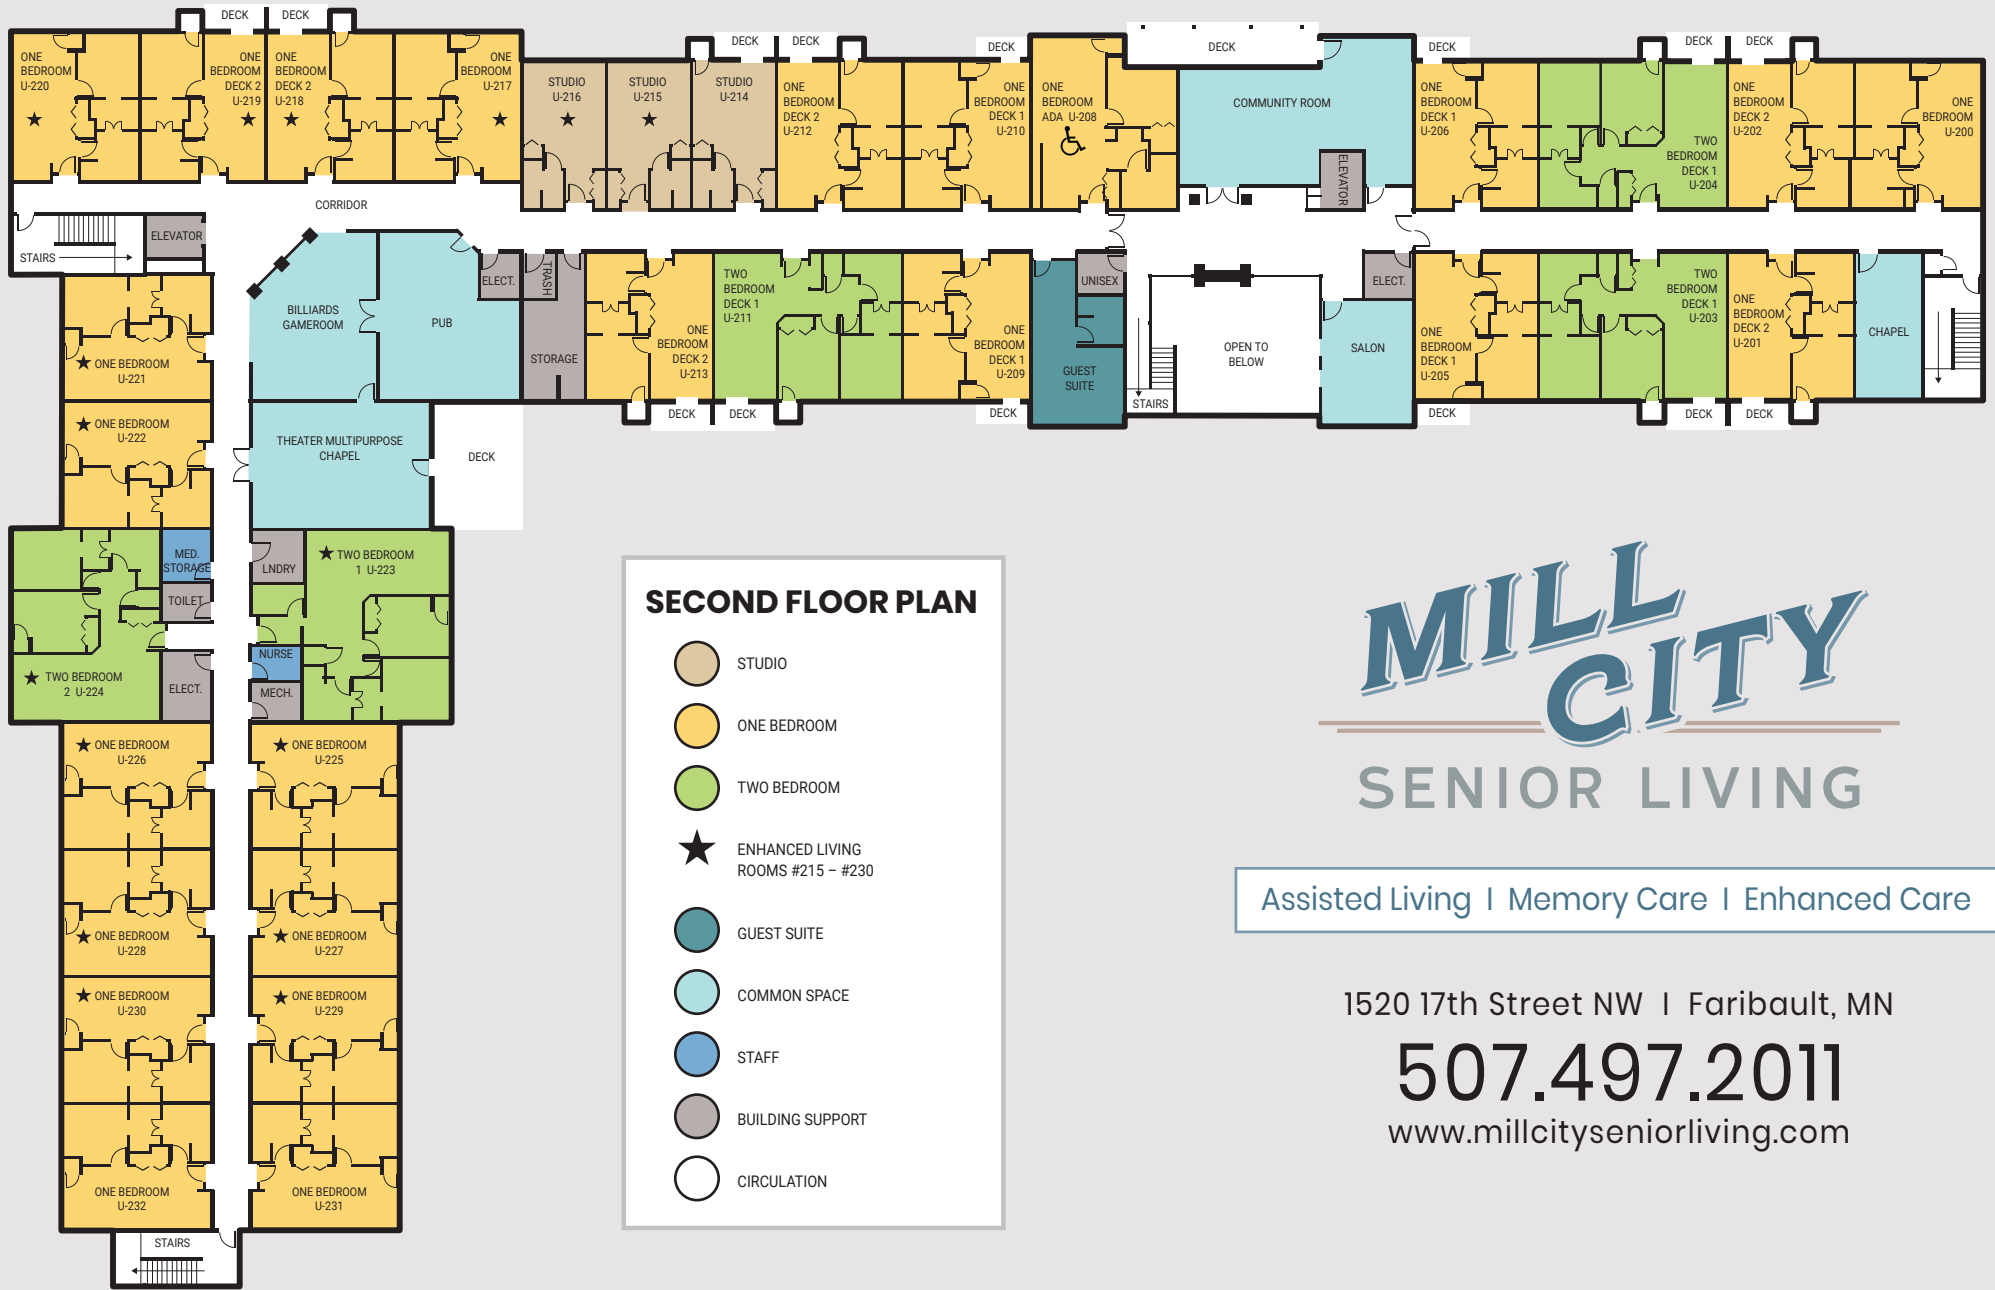 DECK
DECK
ONE
BEDROOM
U-220
ONE
BEDROOM
DECK 2
U-219
ONE
BEDROOM
DECK 2
U-218
ONE
BEDROOM
U-217
STUDIO
U-216
STUDIO
U-215
STUDIO
U-214
DECK
DECK
ONE
BEDROOM
DECK 2
U-212
DECK
ONE
BEDROOM
DECK 1
U-210
ONE
BEDROOM
ADA U-208
DECK
COMMUNITY ROOM
ELEVATOR
DECK
ONE
BEDROOM
DECK 1
U-206
DECK
DECK
TWO
BEDROOM
DECK 1
U-204
ONE
BEDROOM
DECK 2
U-202
ONE
BEDROOM
U-200
CORRIDOR
STAIRS
ELEVATOR
BILLIARDS
GAMEROOM
PUB
ELECT.
TRASH
STORAGE
ONE
BEDROOM
DECK 2
U-213
TWO
BEDROOM
DECK 1
U-211
DECK
DECK
ONE
BEDROOM
DECK 1
U-209
DECK
UNISEX
GUEST
SUITE
STAIRS
OPEN TO
BELOW
ELECT.
SALON
ONE
BEDROOM
DECK 1
U-205
DECK
TWO
BEDROOM
DECK 1
U-203
ONE
BEDROOM
DECK 2
U-201
DECK
DECK
CHAPEL
ONE BEDROOM
U-221
ONE BEDROOM
U-222
THEATER MULTIPURPOSE
CHAPEL
DECK
MED.
STORAGE
TOILET
LNDRY
TWO BEDROOM
1 U-223
NURSE
MECH.
ELECT.
TWO BEDROOM
2 U-224
ONE BEDROOM
U-226
ONE BEDROOM
U-225
ONE BEDROOM
U-228
ONE BEDROOM
U-227
ONE BEDROOM
U-230
ONE BEDROOM
U-229
ONE BEDROOM
U-232
ONE BEDROOM
U-231
STAIRS
SECOND FLOOR PLAN
STUDIO
ONE BEDROOM
TWO BEDROOM
ENHANCED LIVING
ROOMS #215 – #230
GUEST SUITE
COMMON SPACE
STAFF
BUILDING SUPPORT
CIRCULATION
MILL
CITY
SENIOR LIVING
Assisted Living I Memory Care I Enhanced Care
1520 17th Street NW I Faribault, MN
507.497.2011
www.millcityseniorliving.com